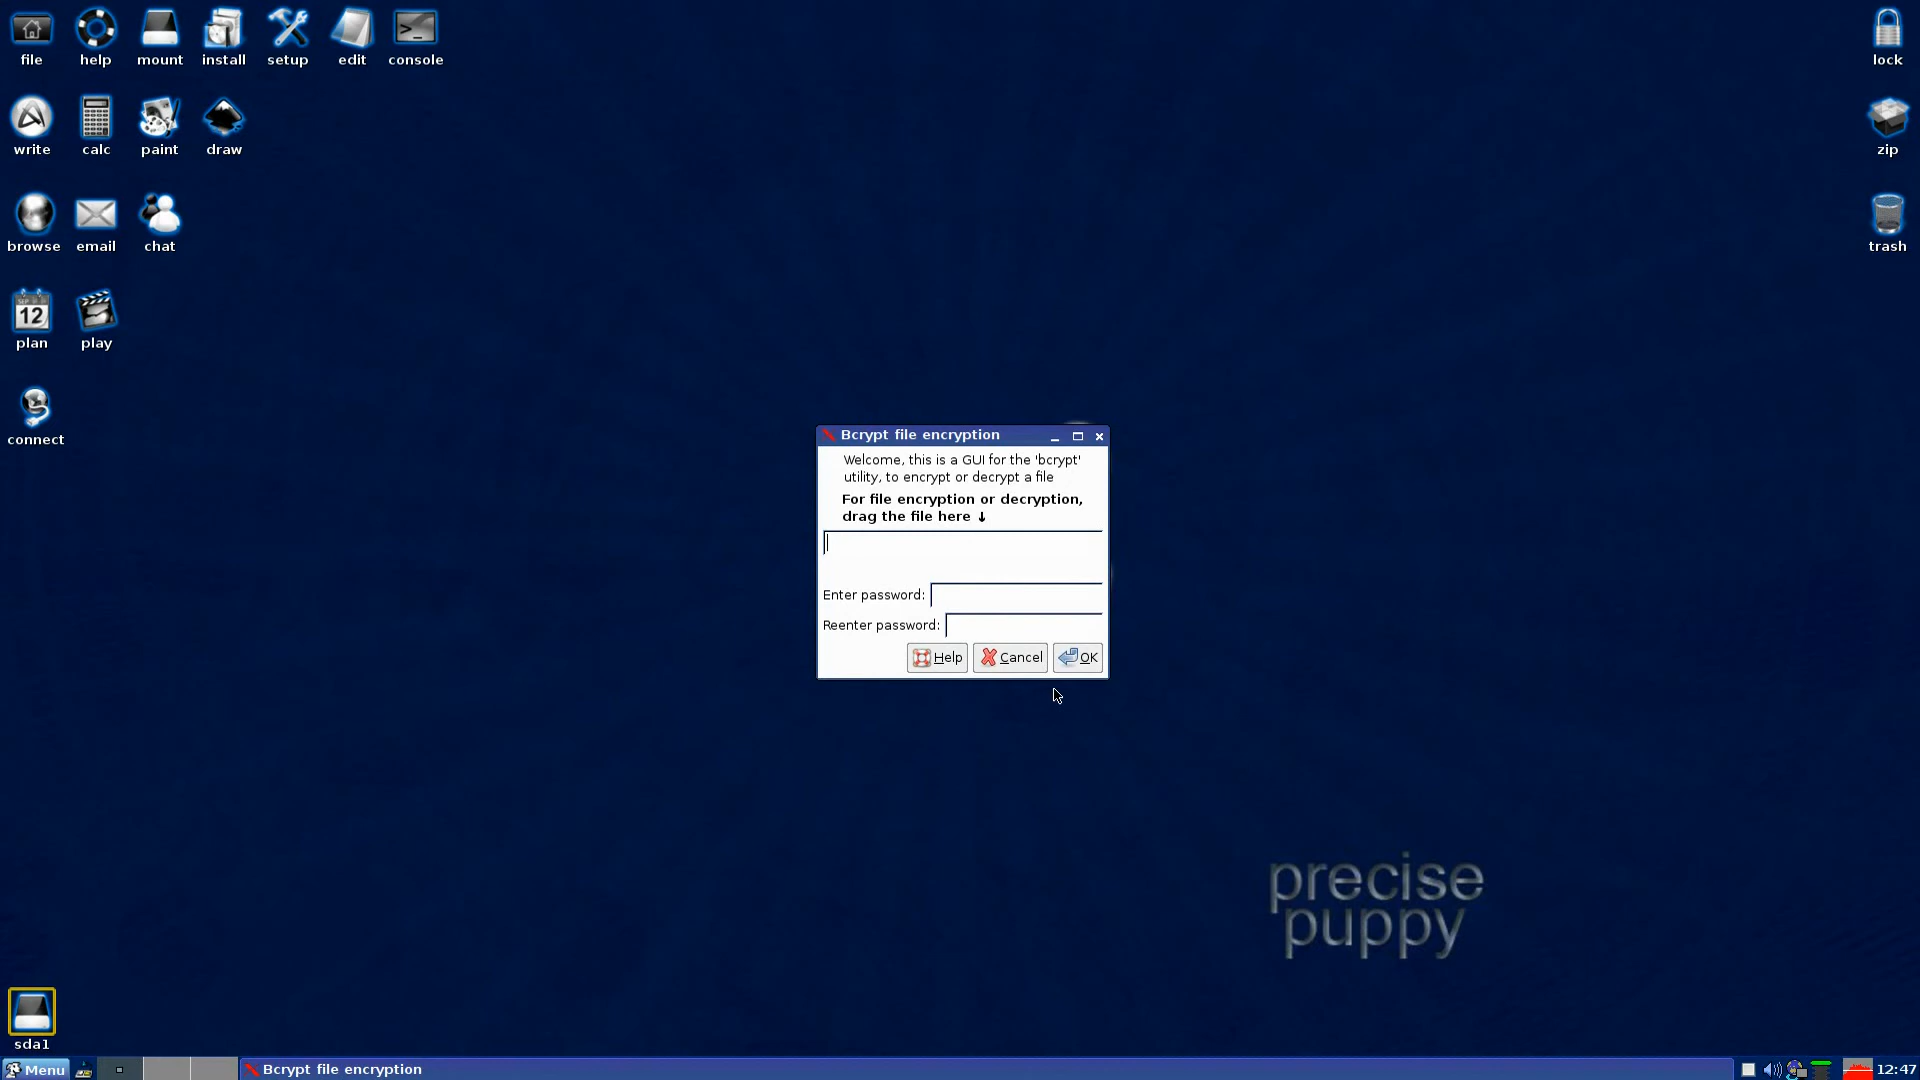 file help mount install setup edit console lock
write calc paint draw zip
browse email chat trash
SEP
12
plan play
connect
Bcrypt file encryption
Welcome, this is a GUI for the 'bcrypt'
utility, to encrypt or decrypt a file
For file encryption or decryption,
drag the file here ↓
Enter password:
Reenter password:
Help Cancel OK
precise
puppy
sda1
Menu Bcrypt file encryption 12:47